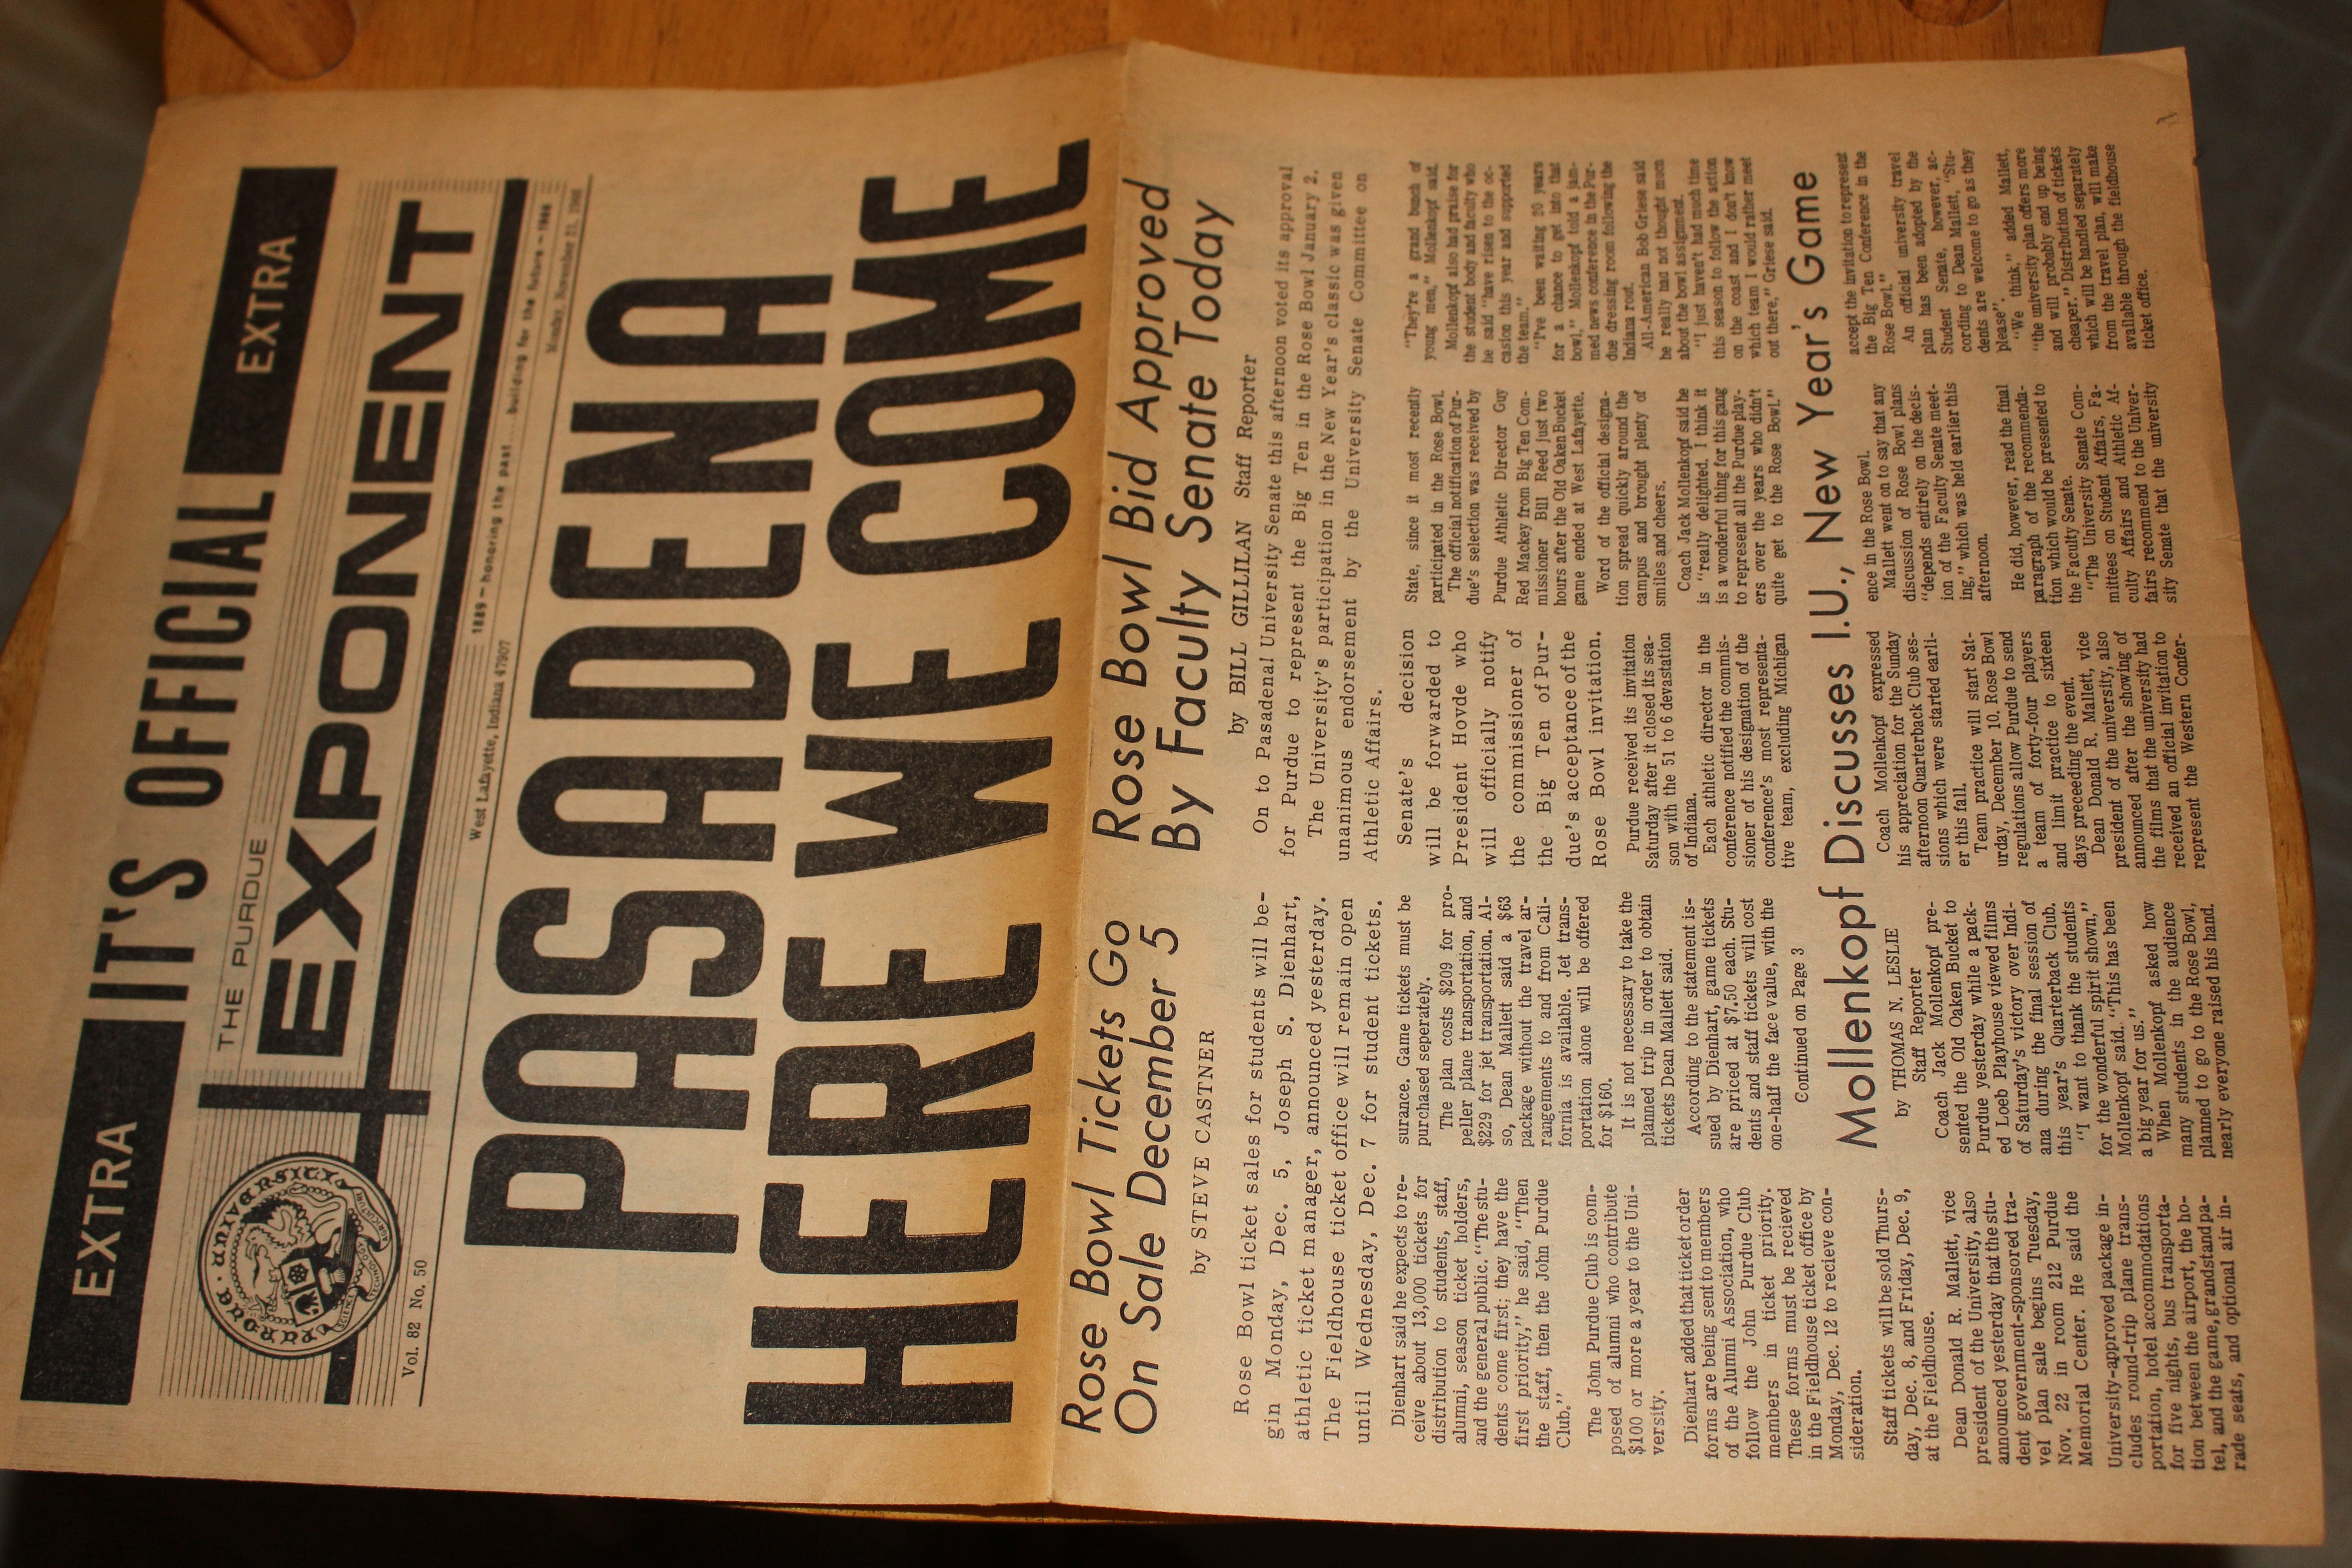 EXTRA
IT'S OFFICIAL
EXTRA
THE PURDUE
EXPONENT
PURDUE · UNIVERSITY
SCIENCE TECHNOLOGY AGRICULTURE
1889 — honoring the past
building for the future — 1966
Vol. 82 No. 50
West Lafayette, Indiana 47907
Monday, November 21, 1966
PASADENA
HERE WE COME
Rose Bowl Tickets Go
On Sale December 5
by STEVE CASTNER
Rose Bowl ticket sales for students will be-
gin Monday, Dec. 5, Joseph S. Dienhart,
athletic ticket manager, announced yesterday.
The Fieldhouse ticket office will remain open
until Wednesday, Dec. 7 for student tickets.
Dienhart said he expects to re-
ceive about 13,000 tickets for
distribution to students, staff,
alumni, season ticket holders,
and the general public. "The stu-
dents come first; they have the
first priority," he said, "Then
the staff, then the John Purdue
Club."
The John Purdue Club is com-
posed of alumni who contribute
$100 or more a year to the Uni-
versity.
Dienhart added that ticket order
forms are being sent to members
of the Alumni Association, who
follow the John Purdue Club
members in ticket priority.
These forms must be recieved
in the Fieldhouse ticket office by
Monday, Dec. 12 to recieve con-
sideration.
Staff tickets will be sold Thurs-
day, Dec. 8, and Friday, Dec. 9,
at the Fieldhouse.
Dean Donald R. Mallett, vice
president of the University, also
announced yesterday that the stu-
dent government-sponsored tra-
vel plan sale begins Tuesday,
Nov. 22 in room 212 Purdue
Memorial Center. He said the
University-approved package in-
cludes round-trip plane trans-
portation, hotel accommodations
for five nights, bus transporta-
tion between the airport, the ho-
tel, and the game, grandstand pa-
rade seats, and optional air in-
surance. Game tickets must be
purchased seperately.
The plan costs $209 for pro-
peller plane transportation, and
$229 for jet transportation. Al-
so, Dean Mallett said a $63
package without the travel ar-
rangements to and from Cali-
fornia is available. Jet trans-
portation alone will be offered
for $160.
It is not necessary to take the
planned trip in order to obtain
tickets Dean Mallett said.
According to the statement is-
sued by Dienhart, game tickets
are priced at $7.50 each. Stu-
dents and staff tickets will cost
one-half the face value, with the
Continued on Page 3
Rose Bowl Bid Approved
By Faculty Senate Today
by BILL GILLILAN Staff Reporter
On to Pasadena! University Senate this afternoon voted its approval
for Purdue to represent the Big Ten in the Rose Bowl January 2.
The University's participation in the New Year's classic was given
unanimous endorsement by the University Senate Committee on
Athletic Affairs.
Senate's decision
will be forwarded to
President Hovde who
will officially notify
the commissioner of
the Big Ten of Pur-
due's acceptance of the
Rose Bowl invitation.
Purdue received its invitation
Saturday after it closed its sea-
son with the 51 to 6 devastation
of Indiana.
Each athletic director in the
conference notified the commis-
sioner of his designation of the
conference's most representa-
tive team, excluding Michigan
State, since it most recently
participated in the Rose Bowl.
The official notification of Pur-
due's selection was received by
Purdue Athletic Director Guy
Red Mackey from Big Ten Com-
missioner Bill Reed just two
hours after the Old Oaken Bucket
game ended at West Lafayette.
Word of the official designa-
tion spread quickly around the
campus and brought plenty of
smiles and cheers.
Coach Jack Mollenkopf said he
is "really delighted. I think it
is a wonderful thing for this gang
to represent all the Purdue play-
ers over the years who didn't
quite get to the Rose Bowl."
"They're a grand bunch of
young men," Mollenkopf said.
Mollenkopf also had praise for
the student body and faculty who
he said "have risen to the oc-
casion this year and supported
the team."
"I've been waiting 20 years
for a chance to get into that
bowl," Mollenkopf told a jam-
med news conference in the Pur-
due dressing room following the
Indiana rout.
All-American Bob Griese said
he really had not thought much
about the bowl assignment.
"I just haven't had much time
this season to follow the action
on the coast and I don't know
which team I would rather meet
out there," Griese said.
Mollenkopf Discusses I.U., New Year's Game
by THOMAS N. LESLIE
Staff Reporter
Coach Jack Mollenkopf pre-
sented the Old Oaken Bucket to
Purdue yesterday while a pack-
ed Loeb Playhouse viewed films
of Saturday's victory over Indi-
ana during the final session of
this year's Quarterback Club.
"I want to thank the students
for the wonderful spirit shown,"
Mollenkopf said. "This has been
a big year for us."
When Mollenkopf asked how
many students in the audience
planned to go to the Rose Bowl,
nearly everyone raised his hand.
Coach Mollenkopf expressed
his appreciation for the Sunday
afternoon Quarterback Club ses-
sions which were started earli-
er this fall.
Team practice will start Sat-
urday, December 10. Rose Bowl
regulations allow Purdue to send
a team of forty-four players
and limit practice to sixteen
days preceeding the event.
Dean Donald R. Mallett, vice
president of the university, also
announced after the showing of
the films that the university had
received an official invitation to
represent the Western Confer-
ence in the Rose Bowl.
Mallett went on to say that any
discussion of Rose Bowl plans
"depends entirely on the decis-
ion of the Faculty Senate meet-
ing," which was held earlier this
afternoon.
He did, however, read the final
paragraph of the recommenda-
tion which would be presented to
the Faculty Senate.
"The University Senate Com-
mittees on Student Affairs, Fa-
culty Affairs and Athletic Af-
fairs recommend to the Univer-
sity Senate that the university
accept the invitation to represent
the Big Ten Conference in the
Rose Bowl."
An official university travel
plan has been adopted by the
Student Senate, however, ac-
cording to Dean Mallett, "Stu-
dents are welcome to go as they
please".
"We think," added Mallett,
"the university plan offers more
and will probably end up being
cheaper." Distribution of tickets
which will be handled separately
from the travel plan, will make
available through the fieldhouse
ticket office.